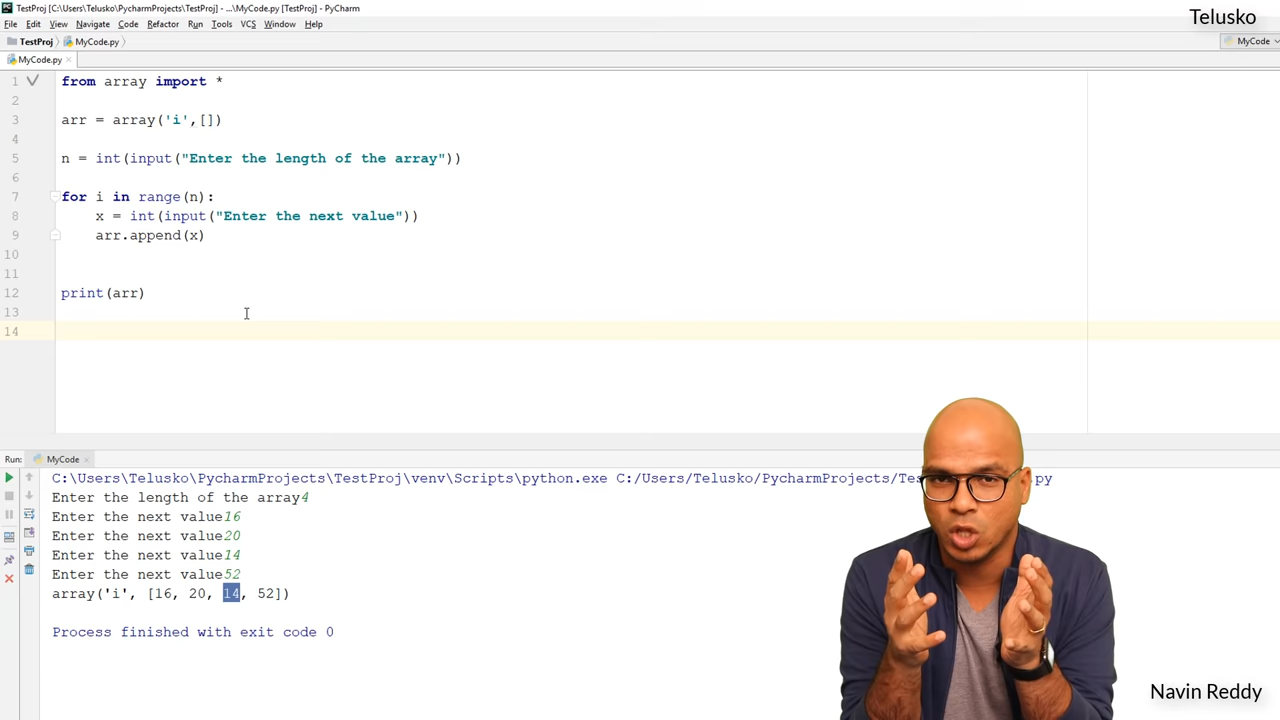 TestProj [C:\Users\Telusko\PycharmProjects\TestProj] - ...\MyCode.py [TestProj] - PyCharm
Telusko
File Edit View Navigate Code Refactor Run Tools VCS Window Help
TestProj MyCode.py
MyCode
MyCode.py
1 from array import *
2
3 arr = array('i',[])
4
5 n = int(input("Enter the length of the array"))
6
7 for i in range(n):
8 x = int(input("Enter the next value"))
9 arr.append(x)
10
11
12 print(arr)
13
14
Run: MyCode
C:\Users\Telusko\PycharmProjects\TestProj\venv\Scripts\python.exe C:/Users/Telusko/PycharmProjects/Tes py
Enter the length of the array4
Enter the next value16
Enter the next value20
Enter the next value14
Enter the next value52
array('i', [16, 20, 14, 52])
Process finished with exit code 0
Navin Reddy